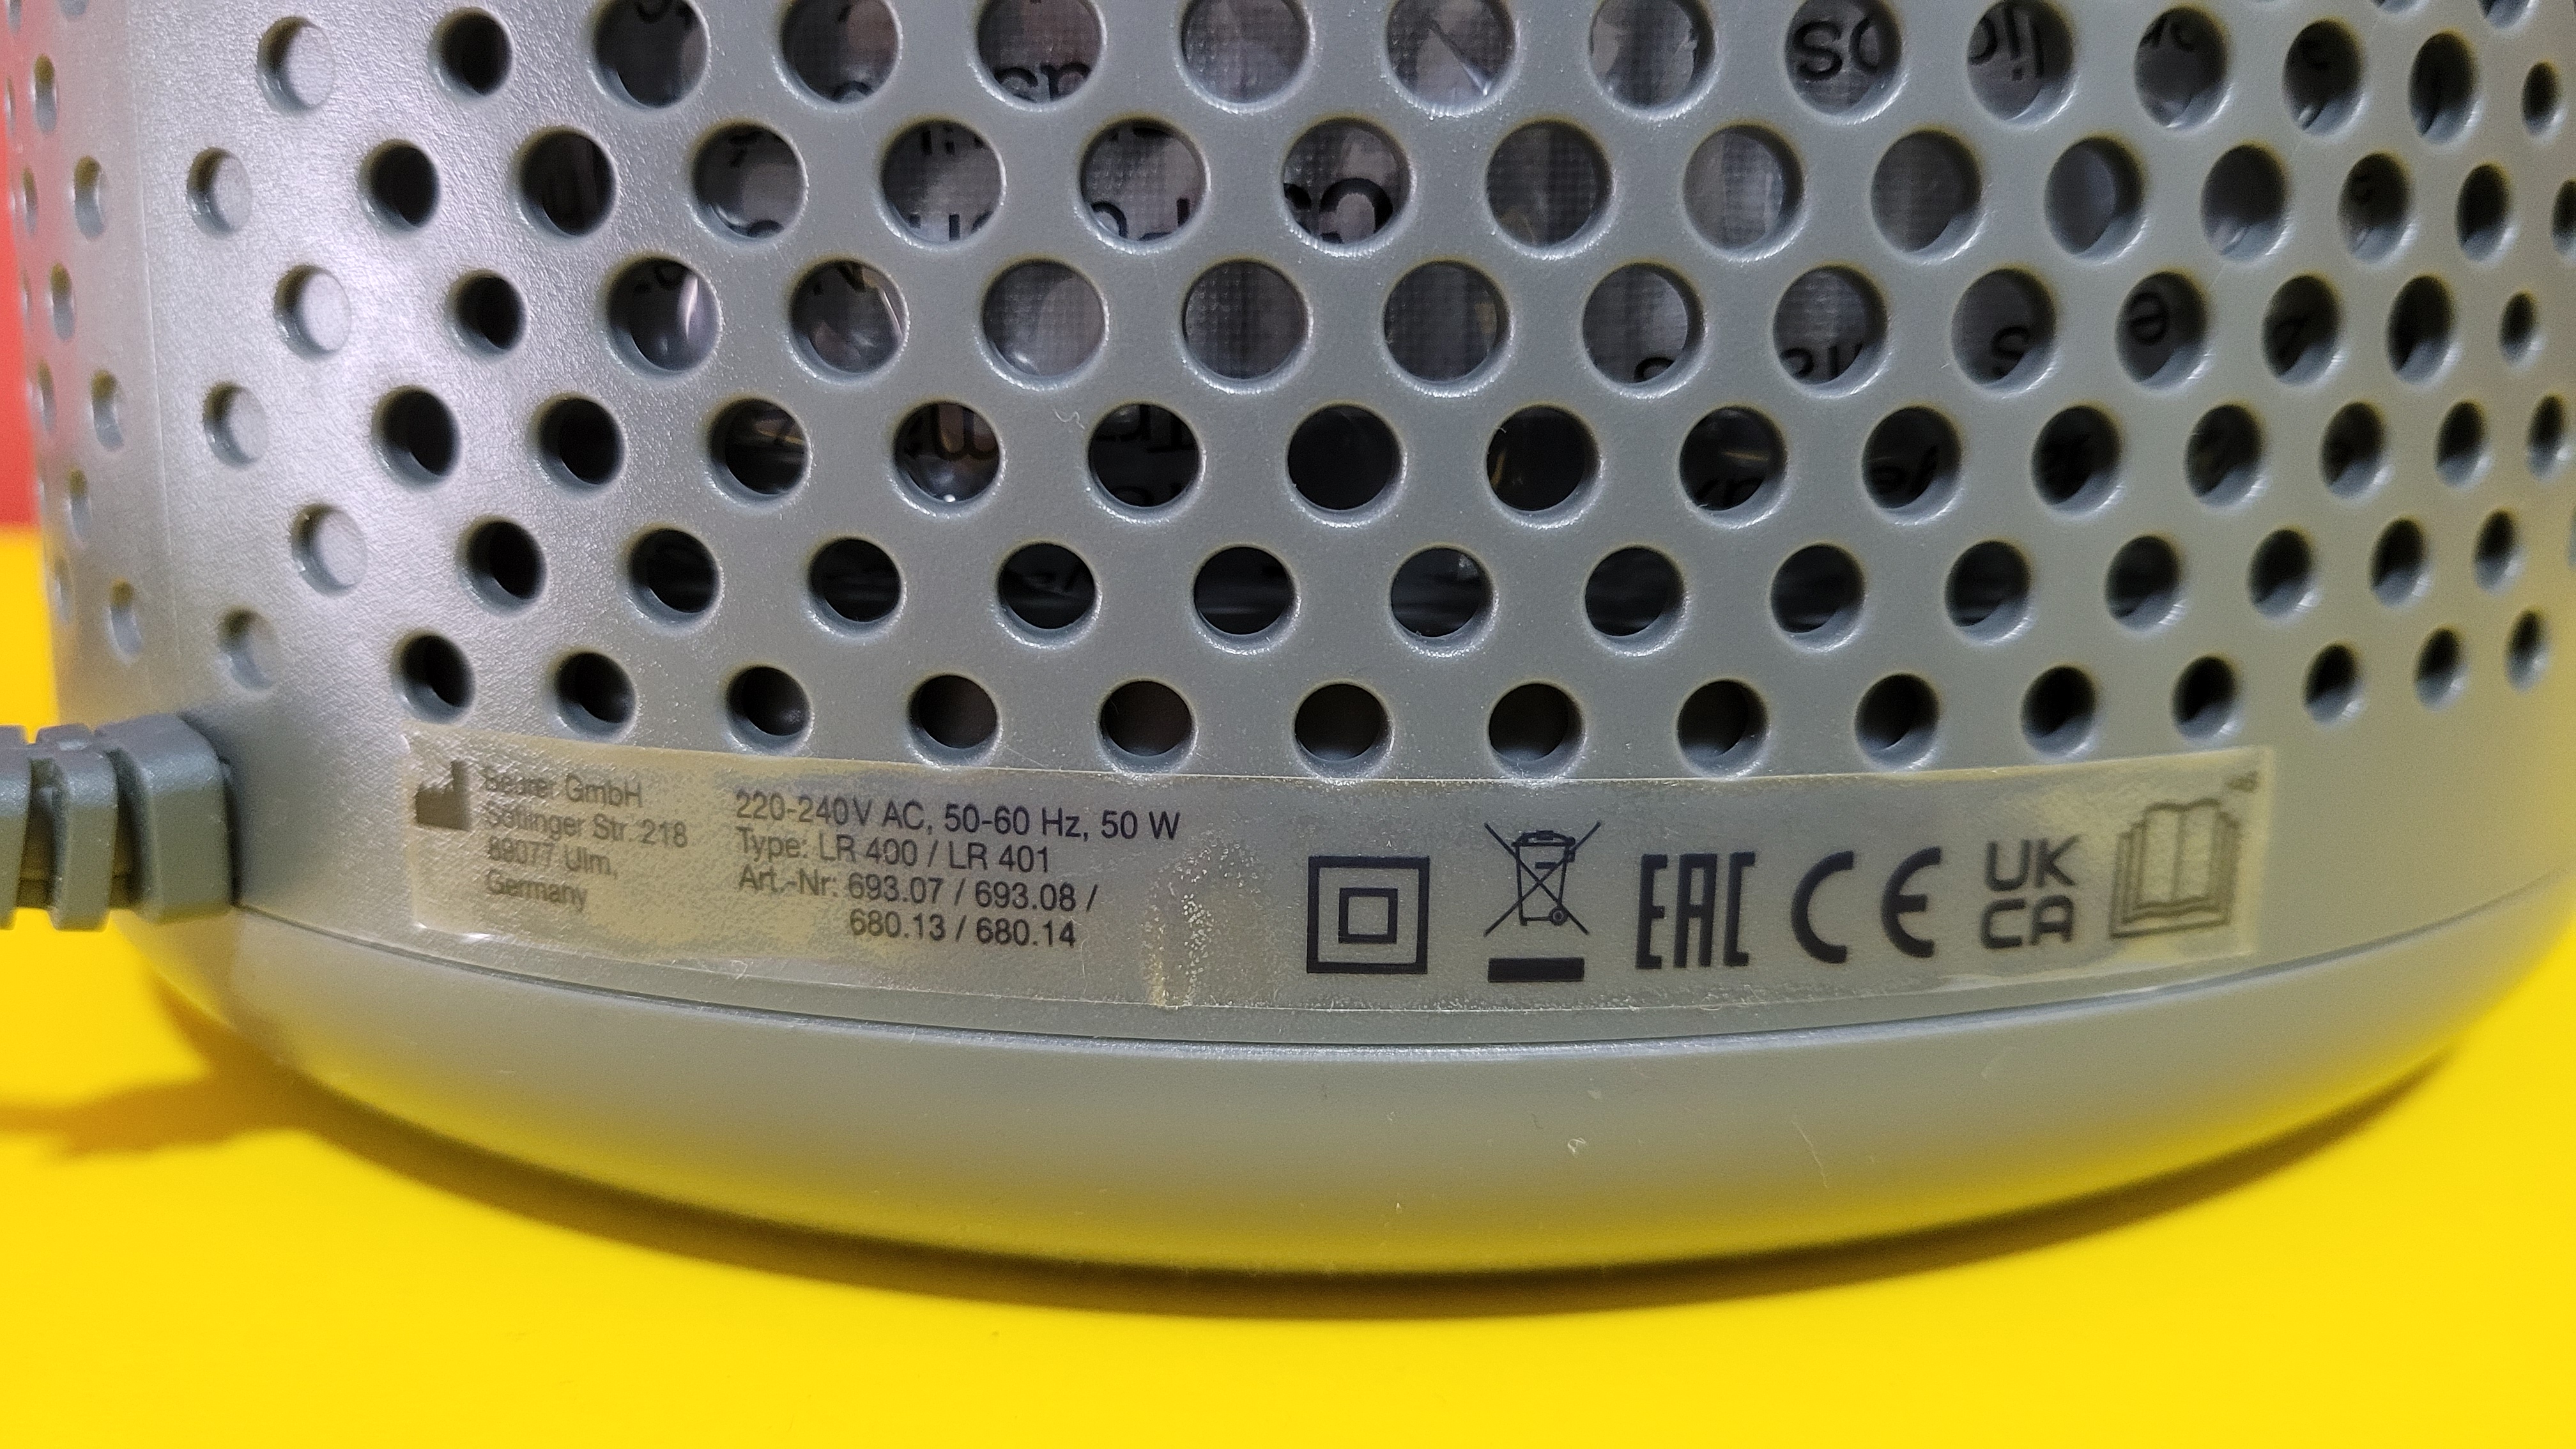 Beurer GmbH
Söflinger Str. 218
89077 Ulm,
Germany
220-240V AC, 50-60 Hz, 50 W
Type: LR 400 / LR 401
Art.-Nr: 693.07 / 693.08 /
680.13 / 680.14
EAC
CE
UK
CA